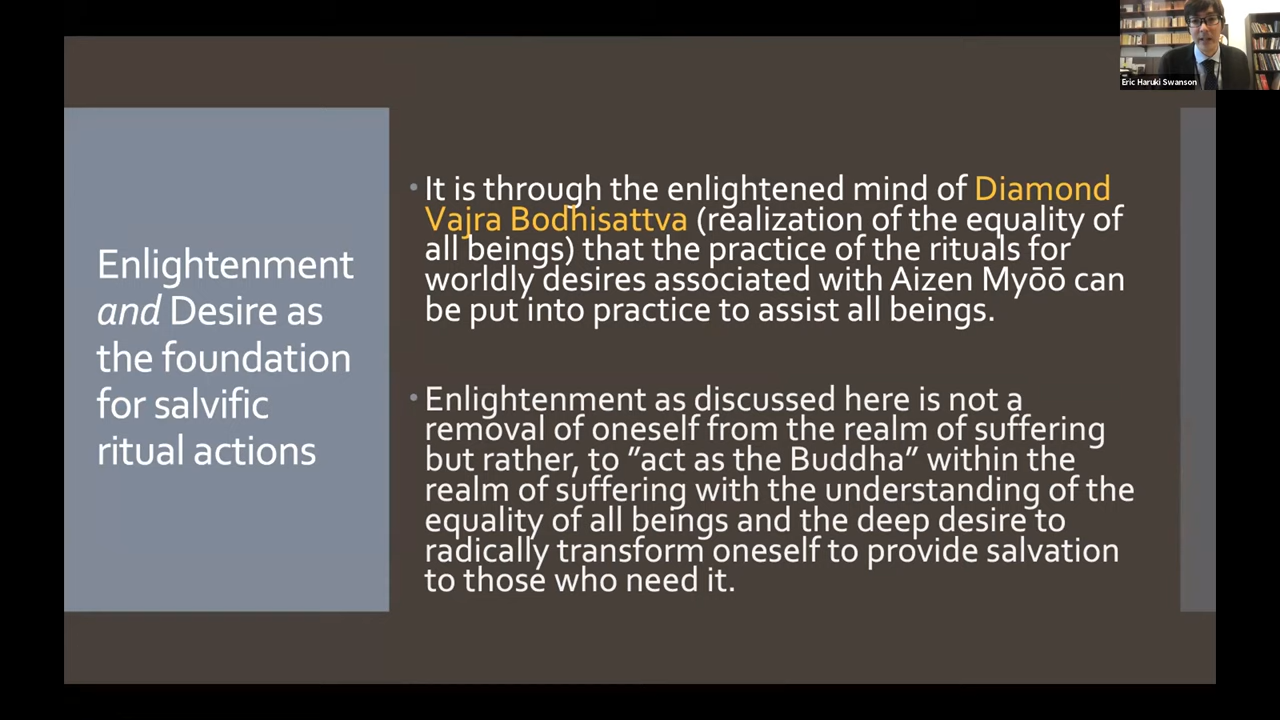 Eric Haruki Swanson
Enlightenment
and Desire as
the foundation
for salvific
ritual actions
• It is through the enlightened mind of Diamond
Vajra Bodhisattva (realization of the equality of
all beings) that the practice of the rituals for
worldly desires associated with Aizen Myōō can
be put into practice to assist all beings.
• Enlightenment as discussed here is not a
removal of oneself from the realm of suffering
but rather, to ”act as the Buddha” within the
realm of suffering with the understanding of the
equality of all beings and the deep desire to
radically transform oneself to provide salvation
to those who need it.